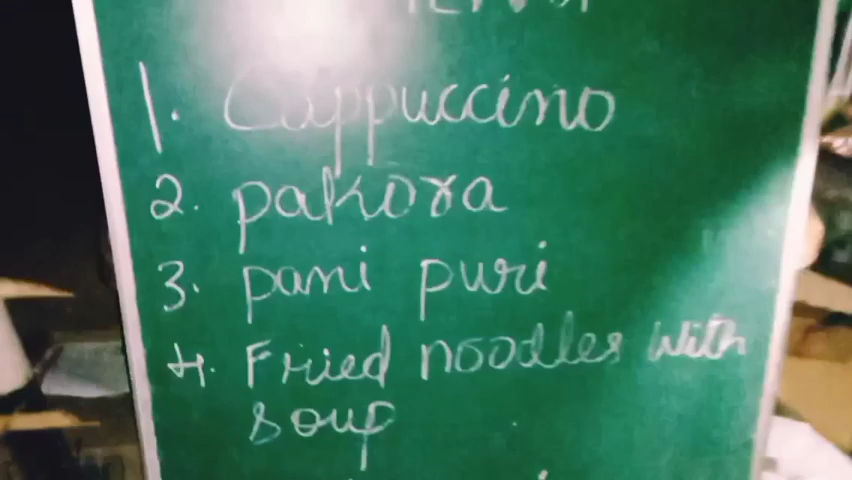 1. Cappuccino
2. pakora
3. pani puri
4. Fried noodles with
soup